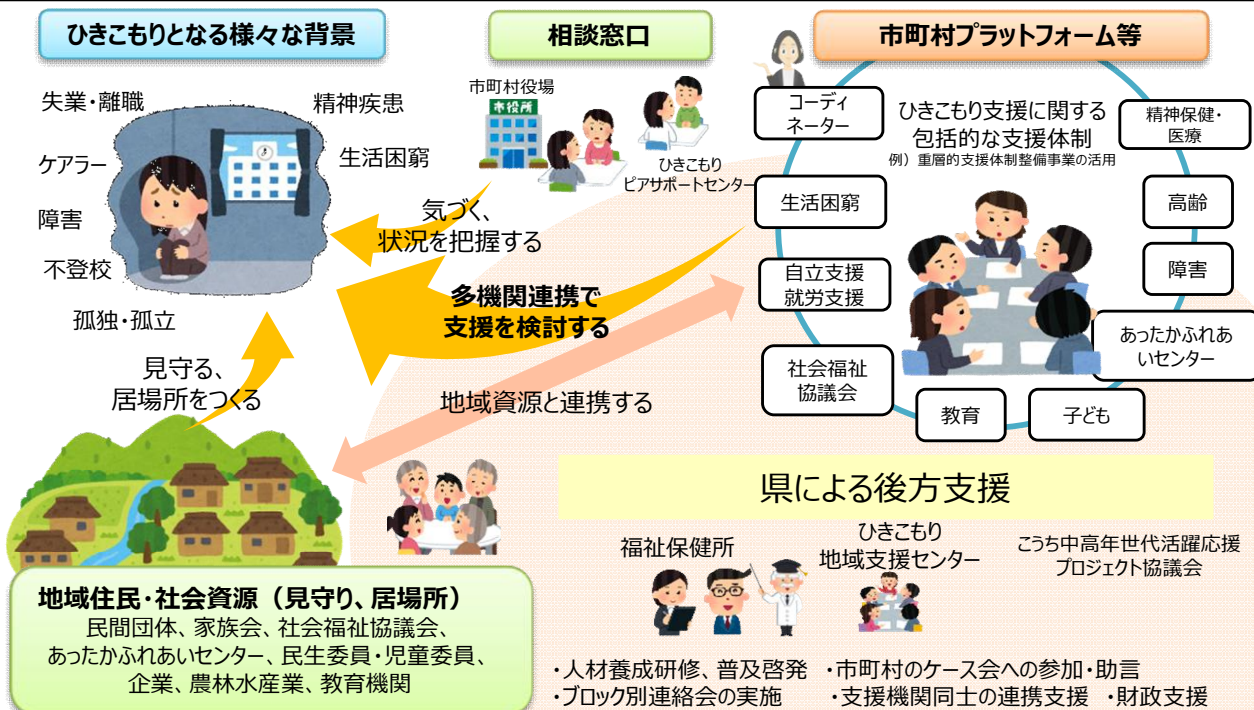 ひきこもりとなる様々な背景
失業・離職
精神疾患
ケアラー
生活困窮
障害
不登校
孤独・孤立
相談窓口
市町村役場
市役所
ひきこもり
ピアサポートセンター
気づく、
状況を把握する
多機関連携で
支援を検討する
見守る、
居場所をつくる
地域資源と連携する
市町村プラットフォーム等
コーディ
ネーター
ひきこもり支援に関する
包括的な支援体制
例）重層的支援体制整備事業の活用
精神保健・
医療
生活困窮
高齢
自立支援
就労支援
障害
社会福祉
協議会
あったかふれあ
いセンター
教育
子ども
県による後方支援
福祉保健所
ひきこもり
地域支援センター
こうち中高年世代活躍応援
プロジェクト協議会
・人材養成研修、普及啓発　・市町村のケース会への参加・助言
・ブロック別連絡会の実施　・支援機関同士の連携支援　・財政支援
地域住民・社会資源（見守り、居場所）
民間団体、家族会、社会福祉協議会、
あったかふれあいセンター、民生委員・児童委員、
企業、農林水産業、教育機関